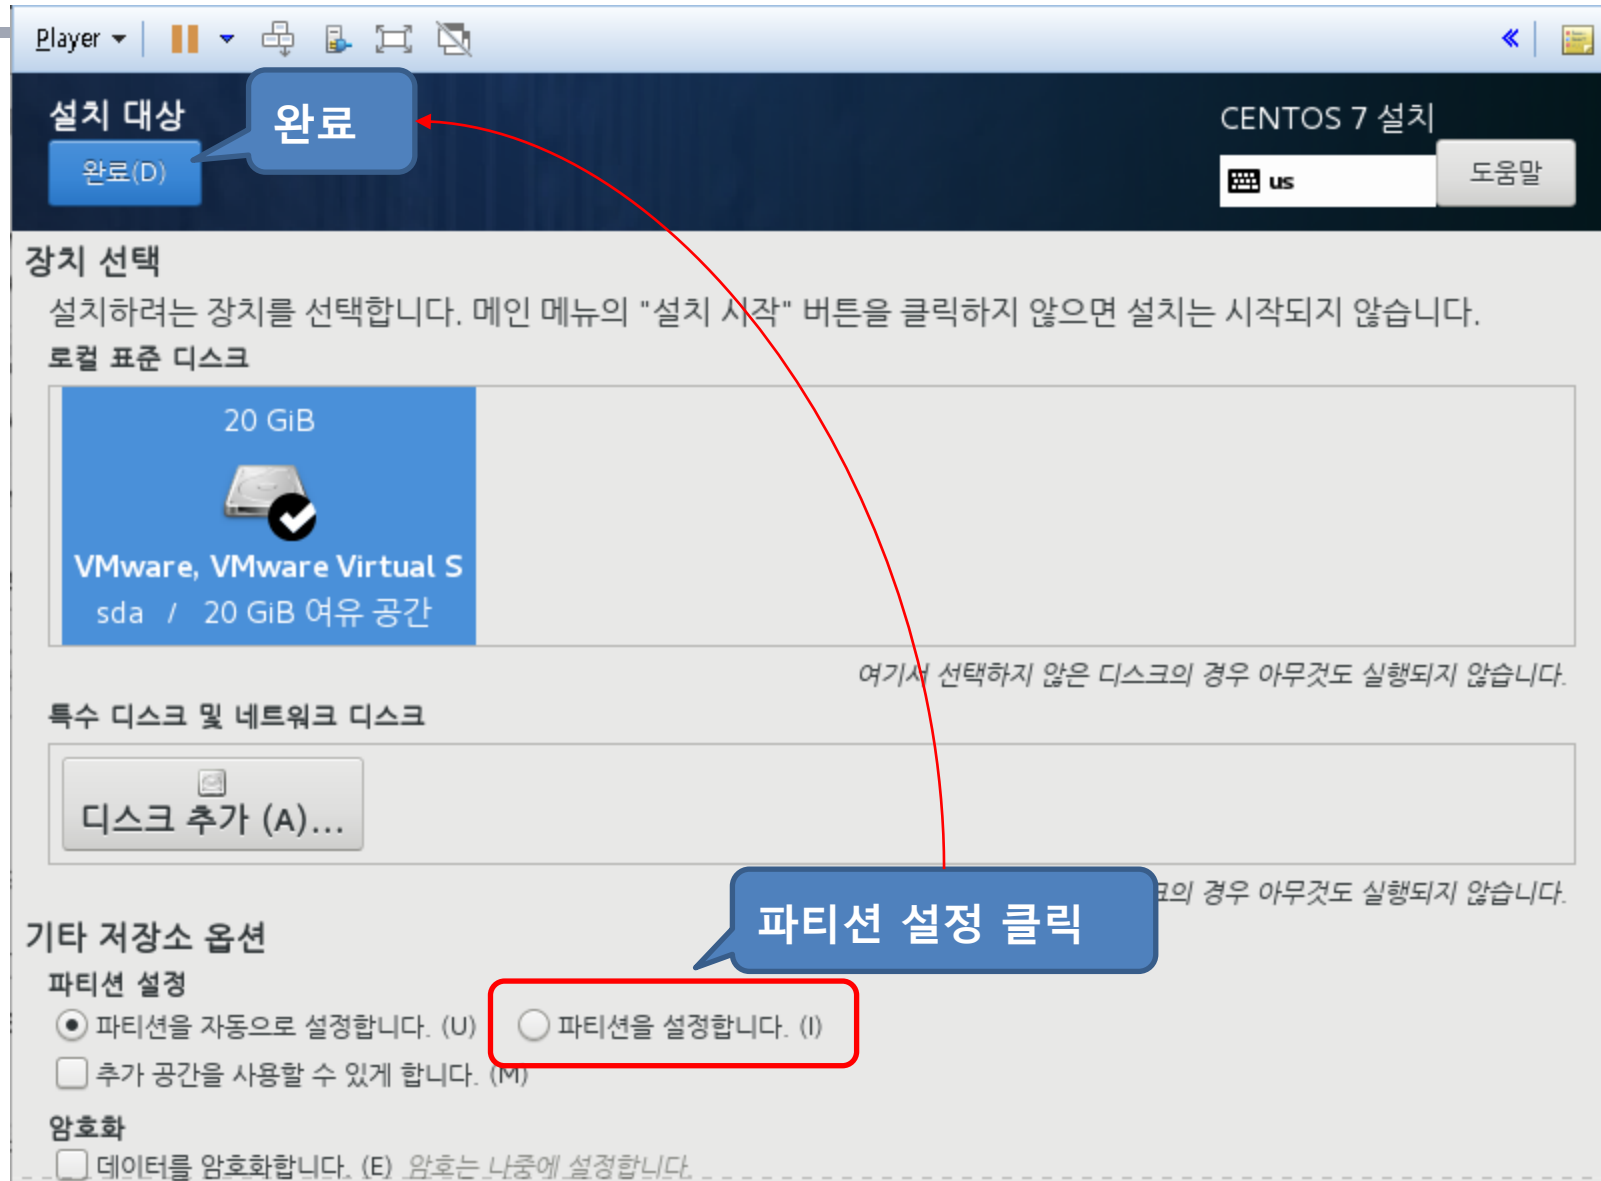 Player
설치 대상
완료
CENTOS 7 설치
완료(D)
us
도움말
장치 선택
설치하려는 장치를 선택합니다. 메인 메뉴의 "설치 시작" 버튼을 클릭하지 않으면 설치는 시작되지 않습니다.
로컬 표준 디스크
20 GiB
VMware, VMware Virtual S
sda / 20 GiB 여유 공간
여기서 선택하지 않은 디스크의 경우 아무것도 실행되지 않습니다.
특수 디스크 및 네트워크 디스크
디스크 추가 (A)...
경우 아무것도 실행되지 않습니다.
파티션 설정 클릭
기타 저장소 옵션
파티션 설정
파티션을 자동으로 설정합니다. (U) 파티션을 설정합니다. (I)
추가 공간을 사용할 수 있게 합니다. (M)
암호화
데이터를 암호화합니다. (E) 암호는 나중에 설정합니다.